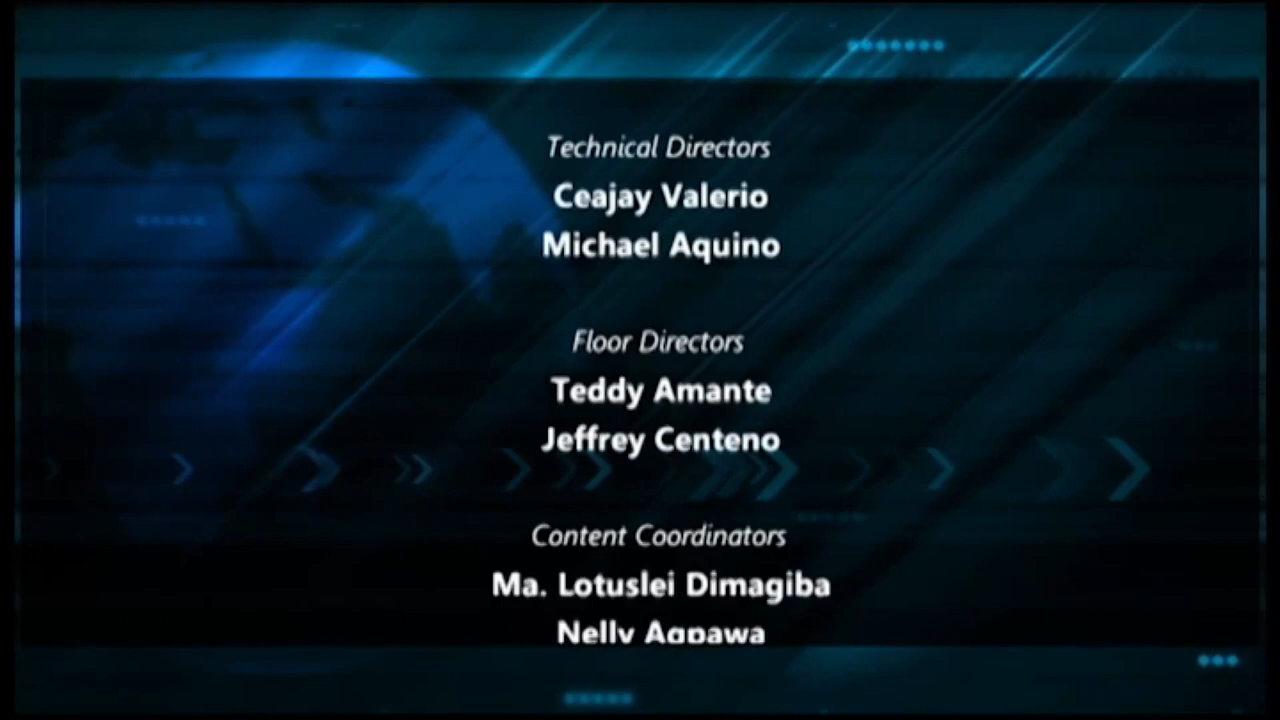 Technical Directors
Ceajay Valerio
Michael Aquino
Floor Directors
Teddy Amante
Jeffrey Centeno
Content Coordinators
Ma. Lotuslei Dimagiba
Nelly Agpawa